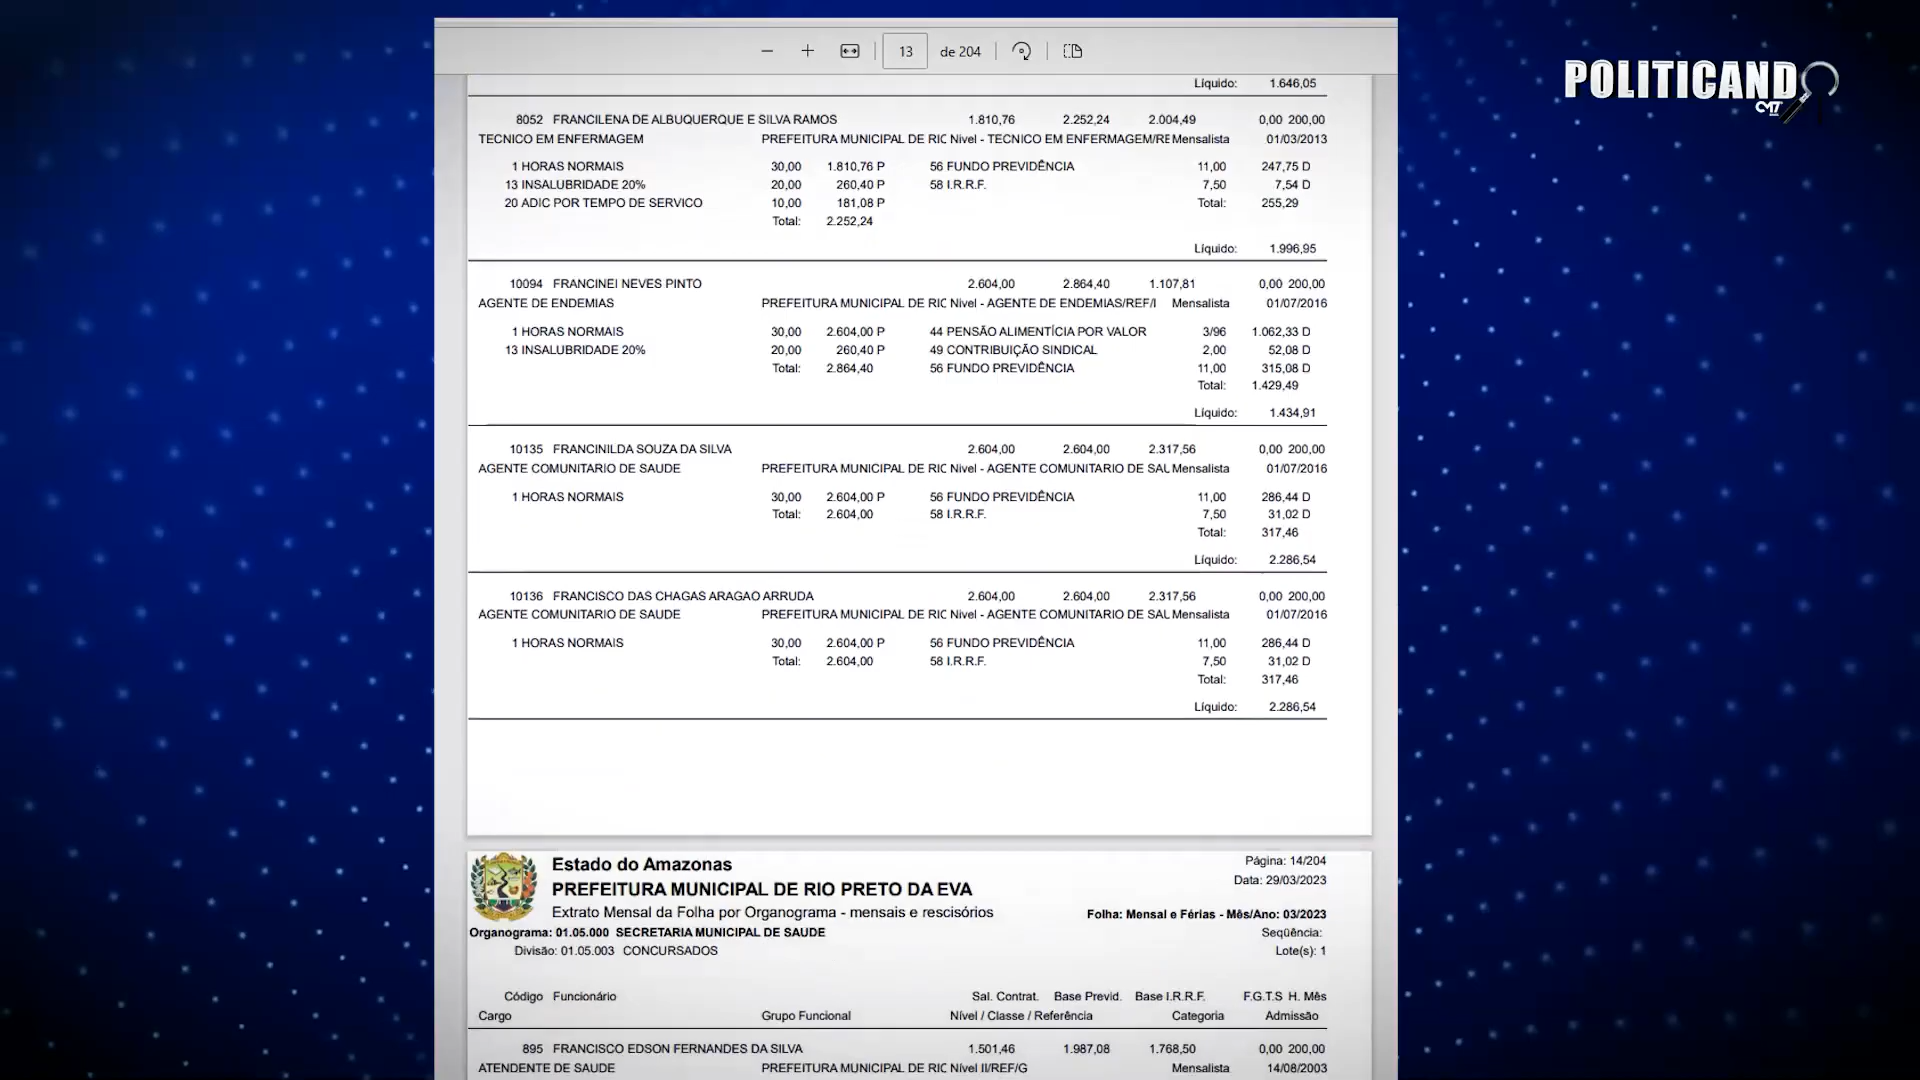 13 de 204
POLITICANDO
CM7
Líquido: 1.646,05
8052 FRANCILENA DE ALBUQUERQUE E SILVA RAMOS 1.810,76 2.252,24 2.004,49 0,00 200,00
TECNICO EM ENFERMAGEM PREFEITURA MUNICIPAL DE RIC Nível - TECNICO EM ENFERMAGEM/RE Mensalista 01/03/2013
1 HORAS NORMAIS 30,00 1.810,76 P 56 FUNDO PREVIDÊNCIA 11,00 247,75 D
13 INSALUBRIDADE 20% 20,00 260,40 P 58 I.R.R.F. 7,50 7,54 D
20 ADIC POR TEMPO DE SERVICO 10,00 181,08 P Total: 255,29
Total: 2.252,24
Líquido: 1.996,95
10094 FRANCINEI NEVES PINTO 2.604,00 2.864,40 1.107,81 0,00 200,00
AGENTE DE ENDEMIAS PREFEITURA MUNICIPAL DE RIC Nível - AGENTE DE ENDEMIAS/REF/I Mensalista 01/07/2016
1 HORAS NORMAIS 30,00 2.604,00 P 44 PENSÃO ALIMENTÍCIA POR VALOR 3/96 1.062,33 D
13 INSALUBRIDADE 20% 20,00 260,40 P 49 CONTRIBUIÇÃO SINDICAL 2,00 52,08 D
Total: 2.864,40 56 FUNDO PREVIDÊNCIA 11,00 315,08 D
Total: 1.429,49
Líquido: 1.434,91
10135 FRANCINILDA SOUZA DA SILVA 2.604,00 2.604,00 2.317,56 0,00 200,00
AGENTE COMUNITARIO DE SAUDE PREFEITURA MUNICIPAL DE RIC Nível - AGENTE COMUNITARIO DE SAU Mensalista 01/07/2016
1 HORAS NORMAIS 30,00 2.604,00 P 56 FUNDO PREVIDÊNCIA 11,00 286,44 D
Total: 2.604,00 58 I.R.R.F. 7,50 31,02 D
Total: 317,46
Líquido: 2.286,54
10136 FRANCISCO DAS CHAGAS ARAGAO ARRUDA 2.604,00 2.604,00 2.317,56 0,00 200,00
AGENTE COMUNITARIO DE SAUDE PREFEITURA MUNICIPAL DE RIC Nível - AGENTE COMUNITARIO DE SAU Mensalista 01/07/2016
1 HORAS NORMAIS 30,00 2.604,00 P 56 FUNDO PREVIDÊNCIA 11,00 286,44 D
Total: 2.604,00 58 I.R.R.F. 7,50 31,02 D
Total: 317,46
Líquido: 2.286,54
Estado do Amazonas Página: 14/204
PREFEITURA MUNICIPAL DE RIO PRETO DA EVA Data: 29/03/2023
Extrato Mensal da Folha por Organograma - mensais e rescisórios Folha: Mensal e Férias - Mês/Ano: 03/2023
Organograma: 01.05.000 SECRETARIA MUNICIPAL DE SAUDE Seqüência:
Divisão: 01.05.003 CONCURSADOS Lote(s): 1
Código Funcionário Sal. Contrat. Base Previd. Base I.R.R.F. F.G.T.S H. Mês
Cargo Grupo Funcional Nível / Classe / Referência Categoria Admissão
895 FRANCISCO EDSON FERNANDES DA SILVA 1.501,46 1.987,08 1.768,50 0,00 200,00
ATENDENTE DE SAUDE PREFEITURA MUNICIPAL DE RIC Nível II/REF/G Mensalista 14/08/2003